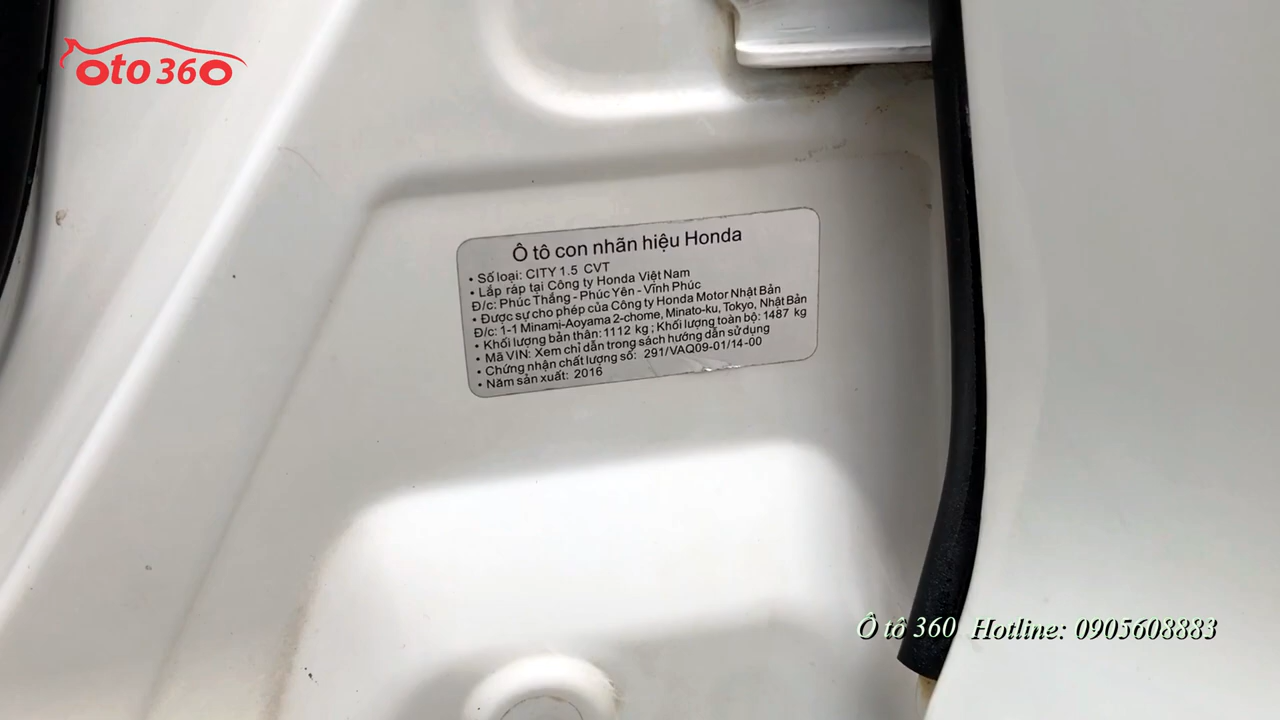 oto 360
Ô tô con nhãn hiệu Honda
• Số loại: CITY 1.5 CVT
• Lắp ráp tại Công ty Honda Việt Nam
Đ/c: Phúc Thắng - Phúc Yên - Vĩnh Phúc
• Được sự cho phép của Công ty Honda Motor Nhật Bản
Đ/c: 1-1 Minami-Aoyama 2-chome, Minato-ku, Tokyo, Nhật Bản
• Khối lượng bản thân: 1112 kg ; Khối lượng toàn bộ: 1487 kg
• Mã VIN: Xem chỉ dẫn trong sách hướng dẫn sử dụng
• Chứng nhận chất lượng số: 291/VAQ09-01/14-00
• Năm sản xuất: 2016
Ô tô 360 Hotline: 0905608883